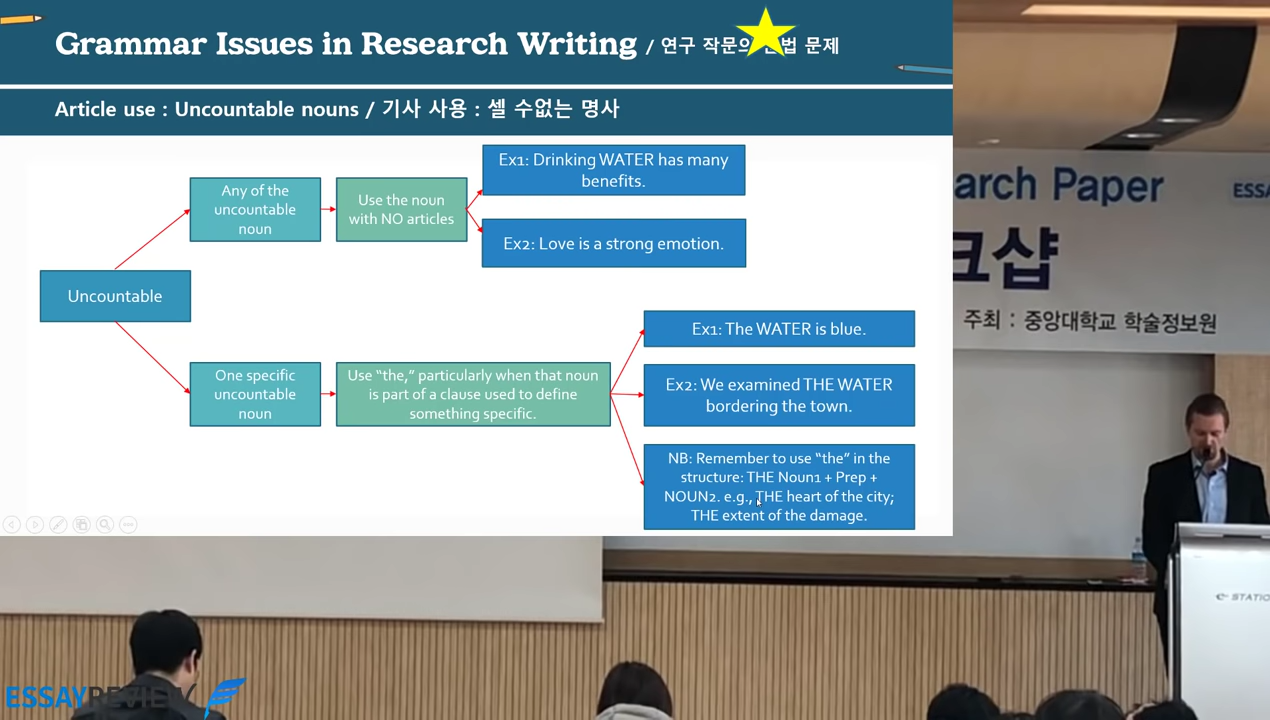 Grammar Issues in Research Writing / 연구 작문의 법 문제
Article use : Uncountable nouns / 기사 사용 : 셀 수없는 명사
Uncountable
Any of the
uncountable
noun
Use the noun
with NO articles
Ex1: Drinking WATER has many
benefits.
Ex2: Love is a strong emotion.
One specific
uncountable
noun
Use “the,” particularly when that noun
is part of a clause used to define
something specific.
Ex1: The WATER is blue.
Ex2: We examined THE WATER
bordering the town.
NB: Remember to use “the” in the
structure: THE Noun1 + Prep +
NOUN2. e.g., THE heart of the city;
THE extent of the damage.
arch Paper
ESSA
크샵
주최 : 중앙대학교 학술정보원
STATIO
ESSAYREVIEW